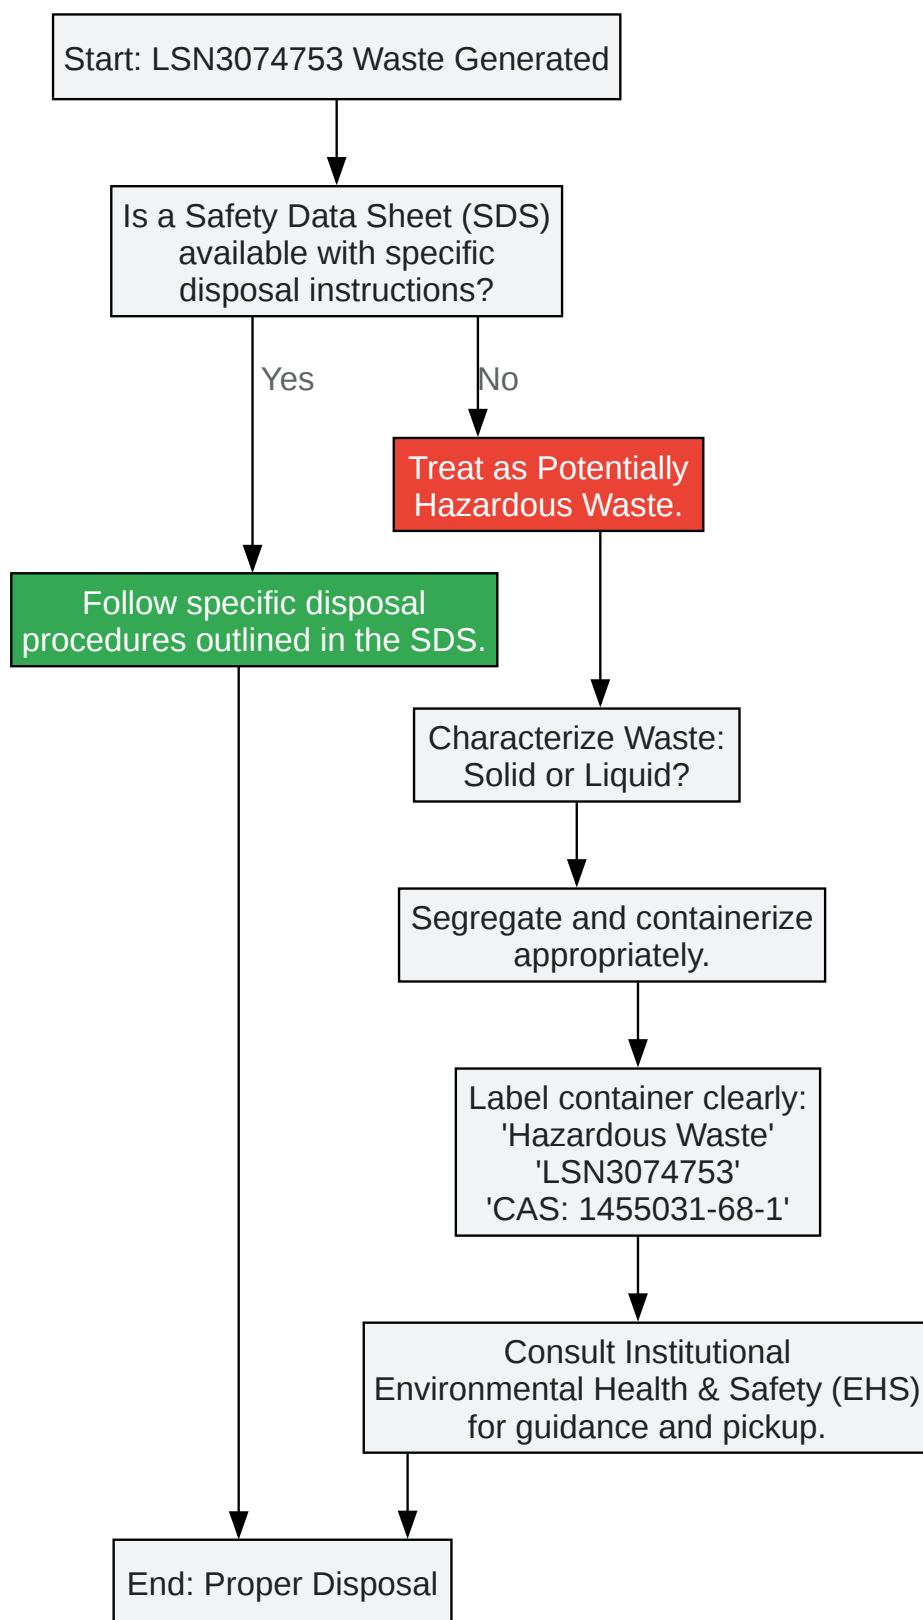 Start: LSN3074753 Waste Generated
Is a Safety Data Sheet (SDS)
available with specific
disposal instructions?
Yes
No
Treat as Potentially
Hazardous Waste.
Follow specific disposal
procedures outlined in the SDS.
Characterize Waste:
Solid or Liquid?
Segregate and containerize
appropriately.
Label container clearly:
'Hazardous Waste'
'LSN3074753'
'CAS: 1455031-68-1'
Consult Institutional
Environmental Health & Safety (EHS)
for guidance and pickup.
End: Proper Disposal